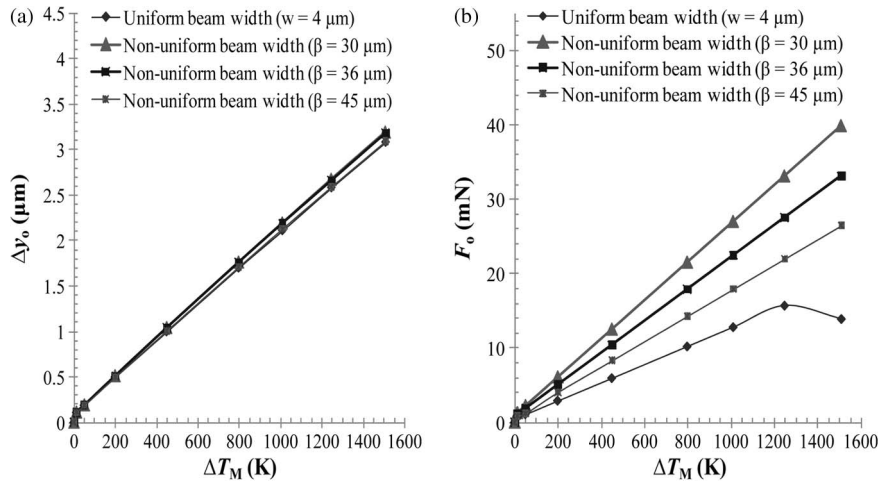 (a)
Uniform beam width (w = 4 μm)
Non-uniform beam width (β = 30 μm)
Non-uniform beam width (β = 36 μm)
Non-uniform beam width (β = 45 μm)
4.5
4
3.5
3
2.5
2
1.5
1
0.5
0
Δyₒ (μm)
0 200 400 600 800 1000 1200 1400 1600
ΔT_M (K)
(b)
Uniform beam width (w = 4 μm)
Non-uniform beam width (β = 30 μm)
Non-uniform beam width (β = 36 μm)
Non-uniform beam width (β = 45 μm)
50
40
30
20
10
0
Fₒ (mN)
0 200 400 600 800 1000 1200 1400 1600
ΔT_M (K)